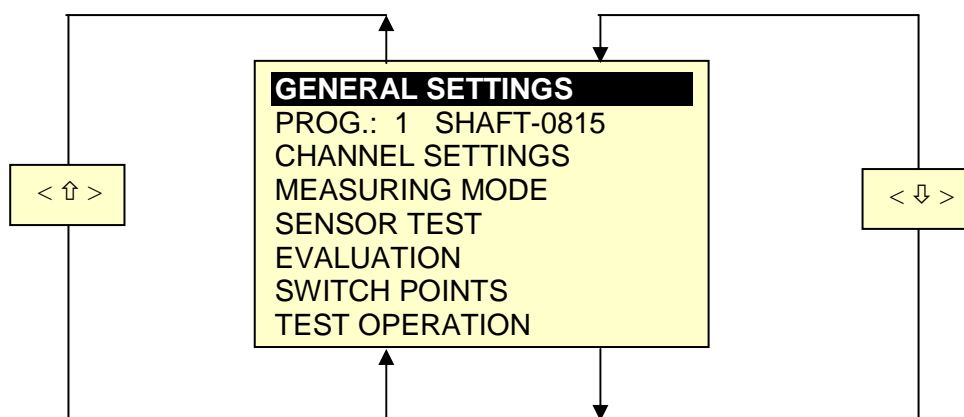 GENERAL SETTINGS
PROG.: 1 SHAFT-0815
CHANNEL SETTINGS
< ⇧ >
MEASURING MODE
< ⇩ >
SENSOR TEST
EVALUATION
SWITCH POINTS
TEST OPERATION